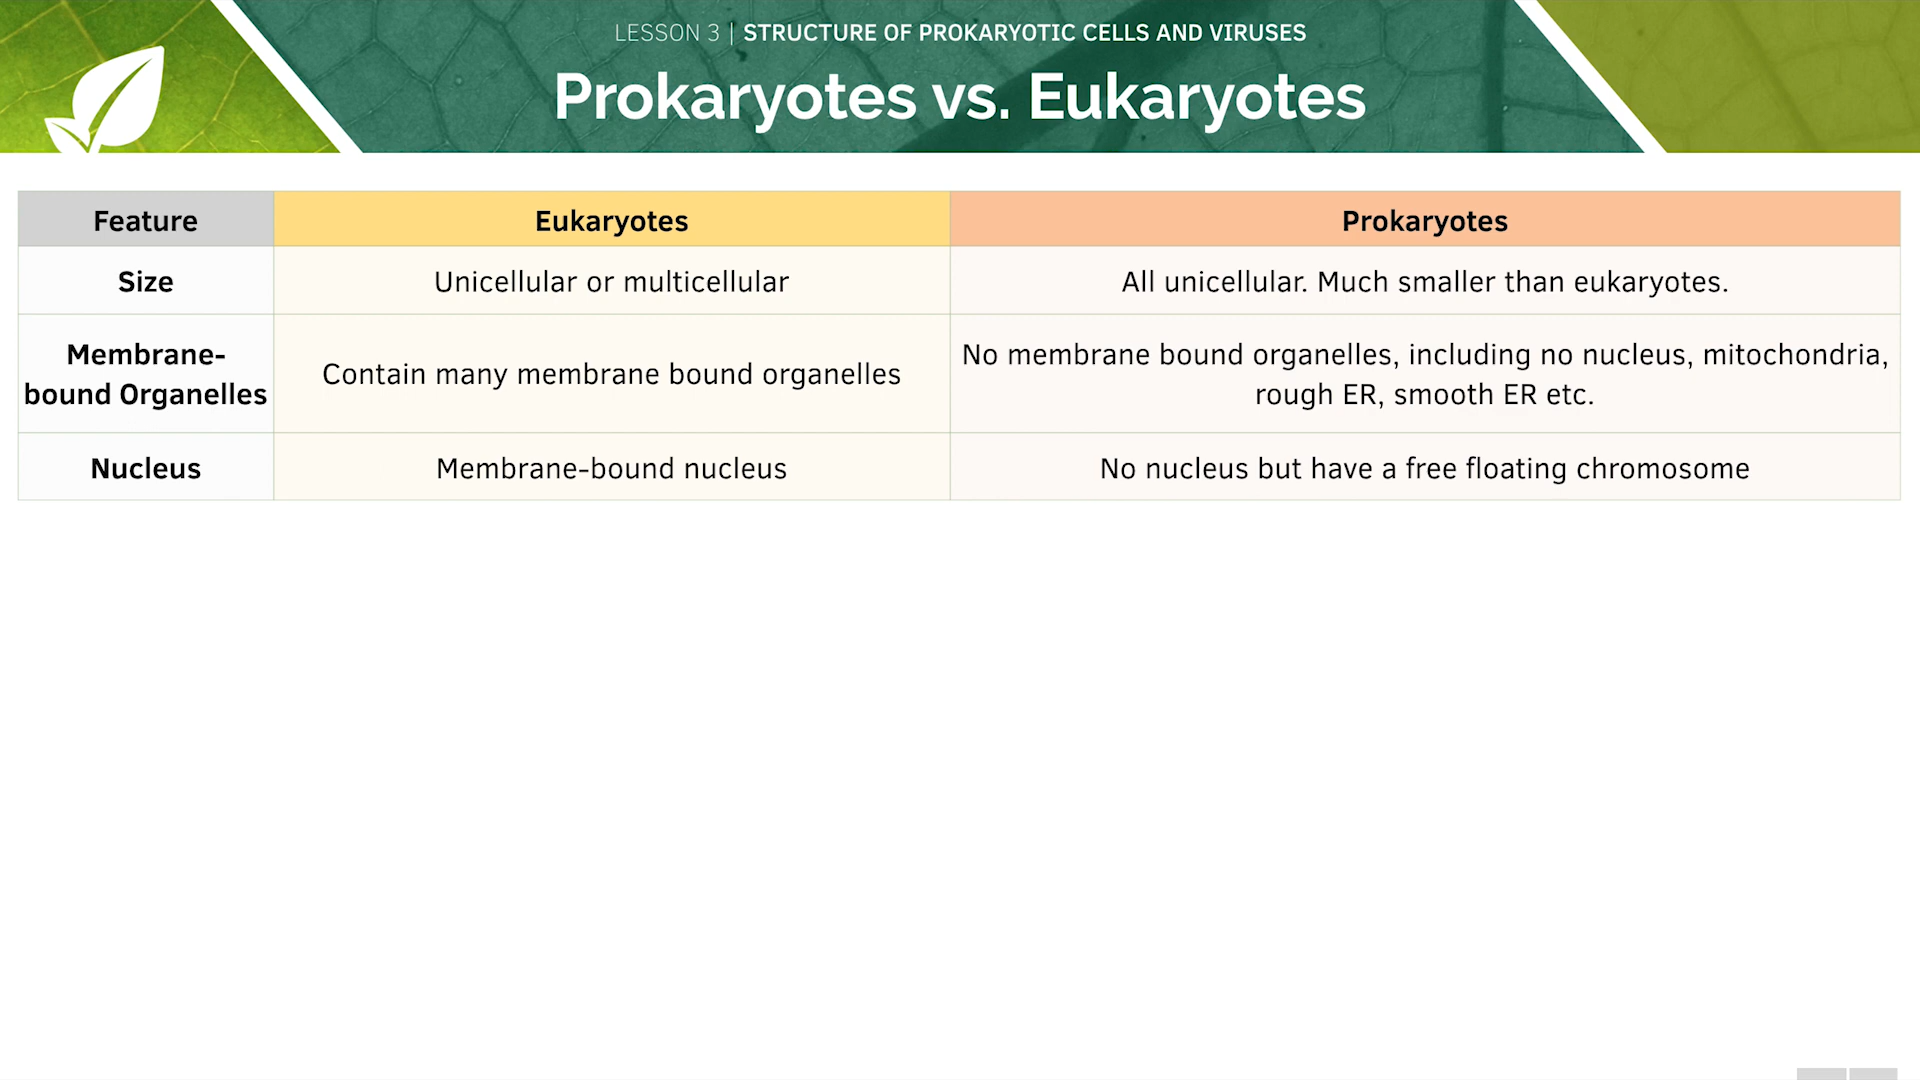 LESSON 3 | STRUCTURE OF PROKARYOTIC CELLS AND VIRUSES
Prokaryotes vs. Eukaryotes
Feature
Eukaryotes
Prokaryotes
Size
Unicellular or multicellular
All unicellular. Much smaller than eukaryotes.
Membrane-
bound Organelles
Contain many membrane bound organelles
No membrane bound organelles, including no nucleus, mitochondria,
rough ER, smooth ER etc.
Nucleus
Membrane-bound nucleus
No nucleus but have a free floating chromosome